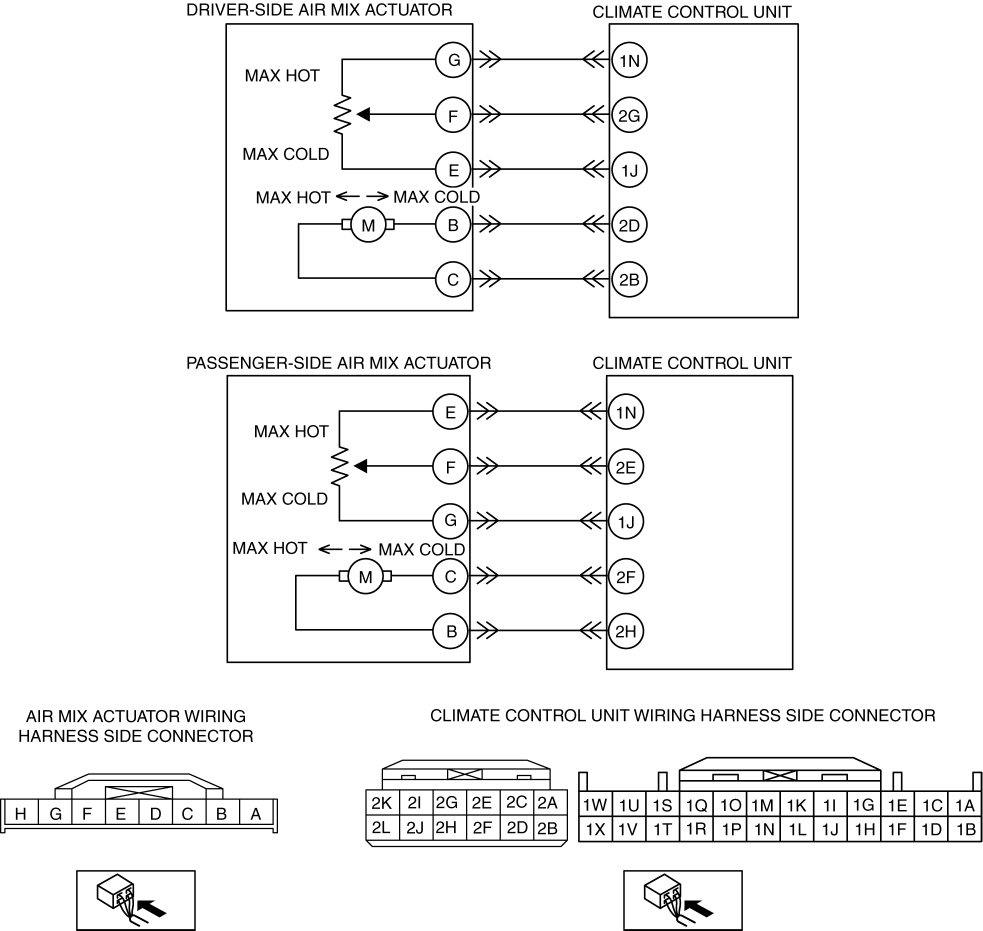 DRIVER-SIDE AIR MIX ACTUATOR CLIMATE CONTROL UNIT
G 1N
MAX HOT
F 2G
MAX COLD
E 1J
MAX HOT MAX COLD
M B 2D
C 2B
PASSENGER-SIDE AIR MIX ACTUATOR CLIMATE CONTROL UNIT
E 1N
MAX HOT
F 2E
MAX COLD
G 1J
MAX HOT MAX COLD
M C 2F
B 2H
AIR MIX ACTUATOR WIRING
HARNESS SIDE CONNECTOR
H G F E D C B A
CLIMATE CONTROL UNIT WIRING HARNESS SIDE CONNECTOR
2K 2I 2G 2E 2C 2A
2L 2J 2H 2F 2D 2B
1W 1U 1S 1Q 1O 1M 1K 1I 1G 1E 1C 1A
1X 1V 1T 1R 1P 1N 1L 1J 1H 1F 1D 1B